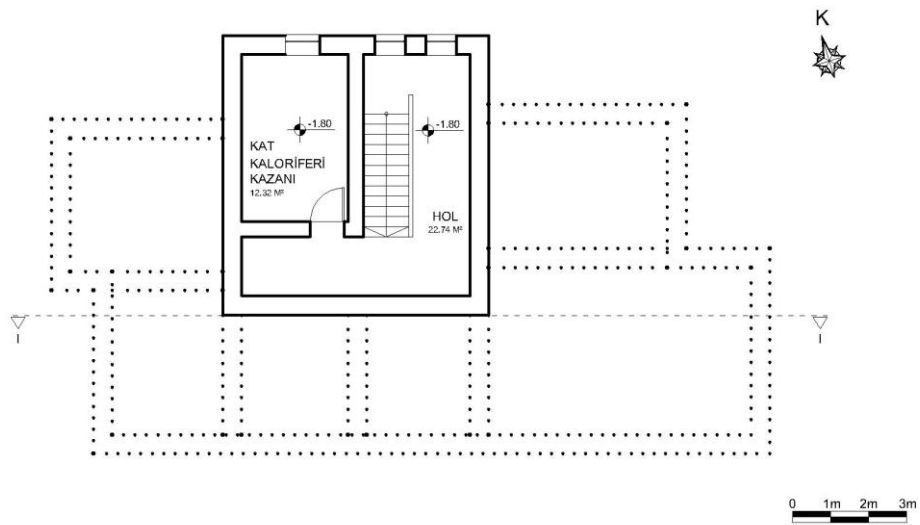 K
-1.80
-1.80
KAT
KALORİFERİ
KAZANI
12.32 M²
HOL
22.74 M²
I
I
0 1m 2m 3m